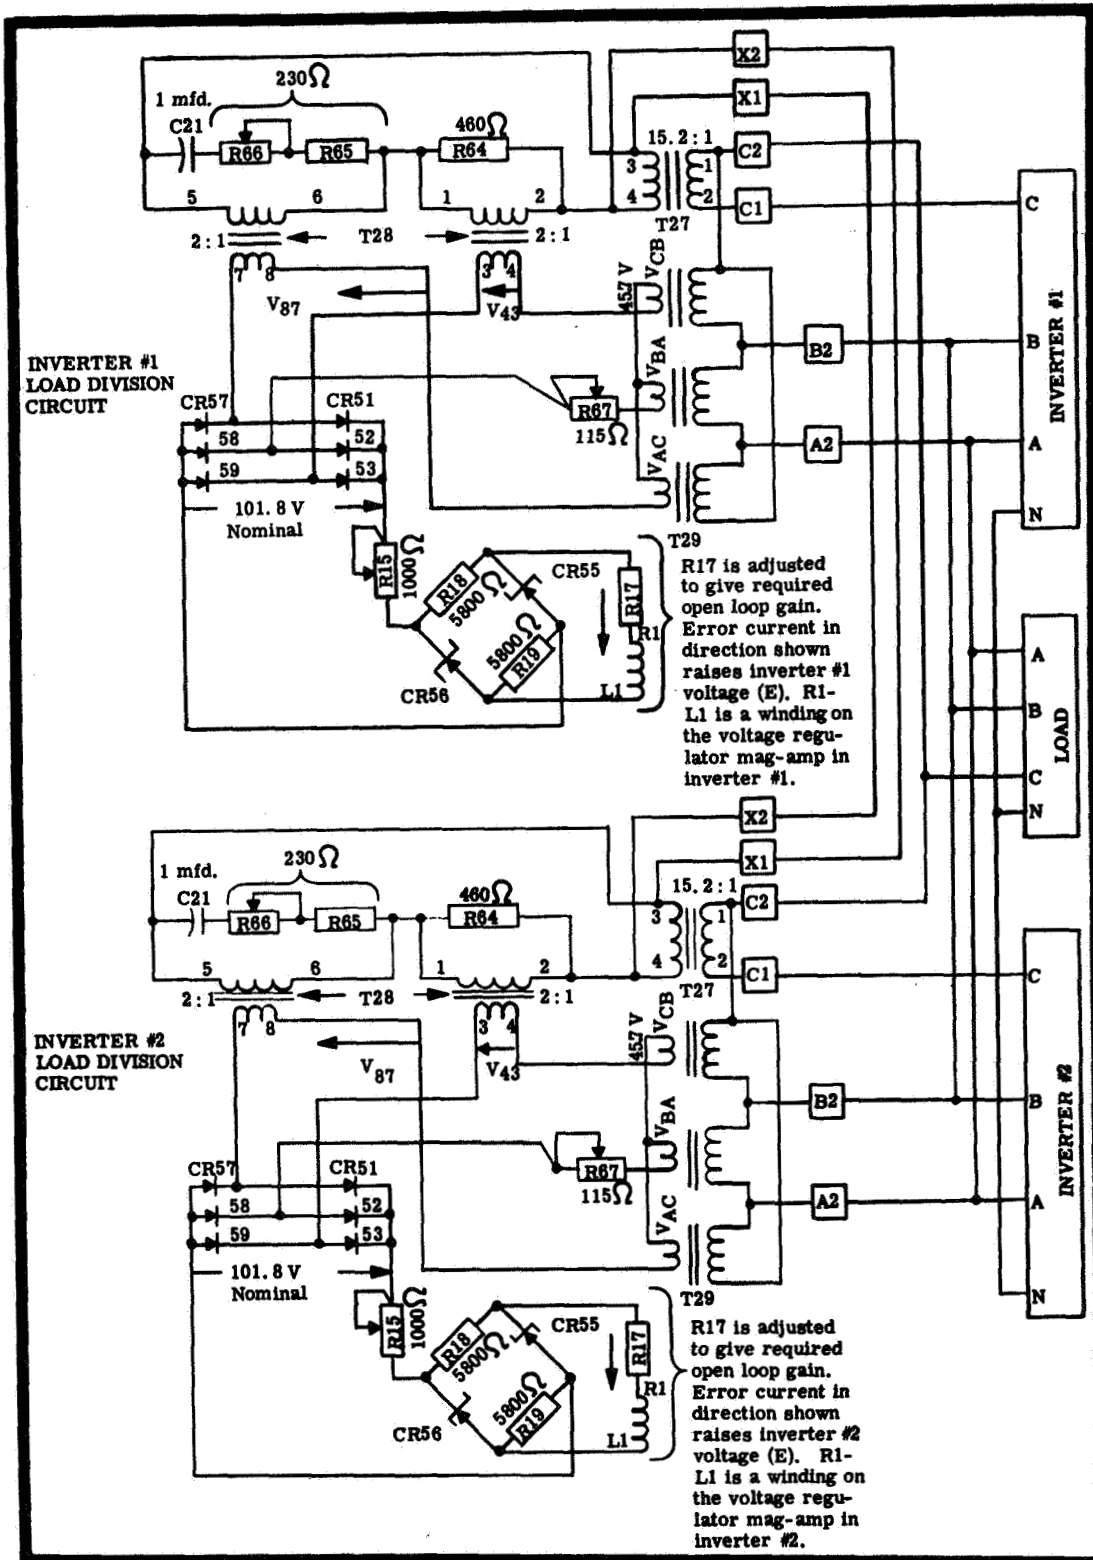 X2
230Ω
1 mfd.
X1
C21
460Ω
R66
R65
R64
15.2:1
C2
3
1
4
2
C1
T27
5
6
1
2
2:1
T28
2:1
7
8
3
4
V87
V43
45.7 V
VCB
C
INVERTER #1
B
A
N
B2
VBA
INVERTER #1
LOAD DIVISION
CIRCUIT
R67
115Ω
A2
CR57
CR51
58
52
59
53
VAC
101.8 V
Nominal
T29
R15
1000Ω
R18
5800Ω
CR55
R17
R1
5800Ω
R19
CR56
L1
R17 is adjusted
to give required
open loop gain.
Error current in
direction shown
raises inverter #1
voltage (E). R1-
L1 is a winding on
the voltage regu-
lator mag-amp in
inverter #1.
A
B
C
N
LOAD
X2
X1
1 mfd.
230Ω
C21
R66
R65
460Ω
R64
15.2:1
C2
3
1
4
2
C1
T27
5
6
1
2
2:1
T28
2:1
7
8
3
4
V87
V43
45.7 V
VCB
C
INVERTER #2
B
A
N
B2
VBA
INVERTER #2
LOAD DIVISION
CIRCUIT
R67
115Ω
A2
CR57
CR51
58
52
59
53
VAC
101.8 V
Nominal
T29
R15
1000Ω
R18
5800Ω
CR55
R17
R1
5800Ω
R19
CR56
L1
R17 is adjusted
to give required
open loop gain.
Error current in
direction shown
raises inverter #2
voltage (E). R1-
L1 is a winding on
the voltage regu-
lator mag-amp in
inverter #2.